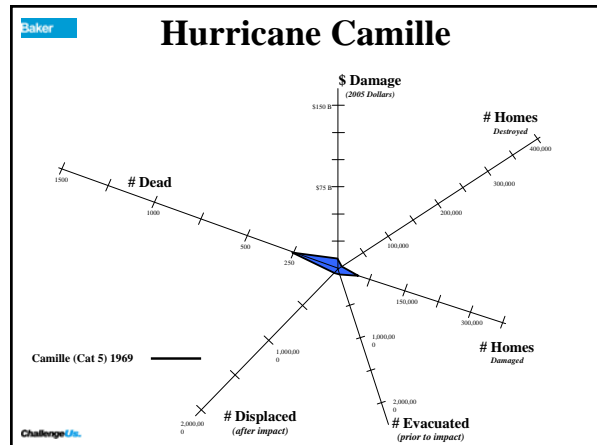 Baker
Hurricane Camille
$ Damage
(2005 Dollars)
$150 B
$75 B
# Homes
Destroyed
400,000
300,000
200,000
100,000
# Dead
1500
1000
500
250
150,000
300,000
# Homes
Damaged
1,000,00
0
2,000,00
0
# Evacuated
(prior to impact)
1,000,00
0
2,000,00
0
# Displaced
(after impact)
Camille (Cat 5) 1969
ChallengeUs.